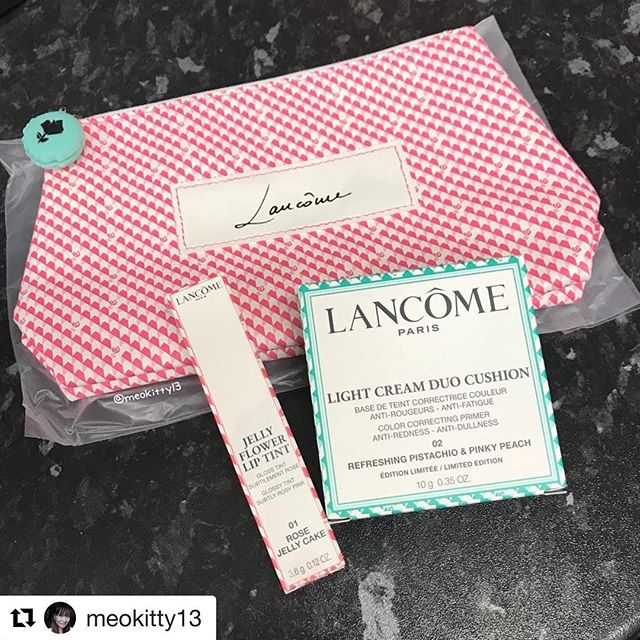 Lancôme
@meokitty13
LANCÔME
PARIS
JELLY
FLOWER
LIP TINT
GLOSS TINT
SUBTILEMENT ROSE
GLOSSY TINT
SUBTLY ROSY PINK
01
ROSE
JELLY CAKE
3.6 g 0.12 OZ.
LANCÔME
PARIS
LIGHT CREAM DUO CUSHION
BASE DE TEINT CORRECTRICE COULEUR
ANTI-ROUGEURS - ANTI-FATIGUE
COLOR CORRECTING PRIMER
ANTI-REDNESS - ANTI-DULLNESS
02
REFRESHING PISTACHIO & PINKY PEACH
ÉDITION LIMITÉE / LIMITED EDITION
10 g 0.35 OZ.
meokitty13